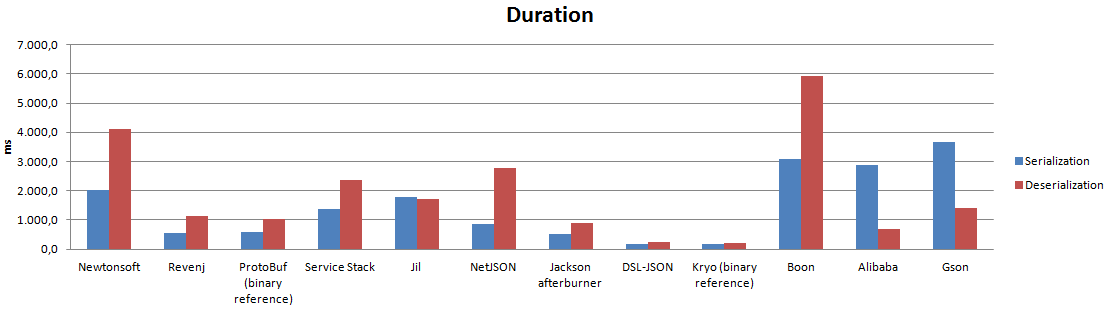 Duration
7.000,0
6.000,0
5.000,0
4.000,0
3.000,0
2.000,0
1.000,0
0,0
ms
Newtonsoft
Revenj
ProtoBuf
(binary
reference)
Service Stack
Jil
NetJSON
Jackson
afterburner
DSL-JSON
Kryo (binary
reference)
Boon
Alibaba
Gson
Serialization
Deserialization